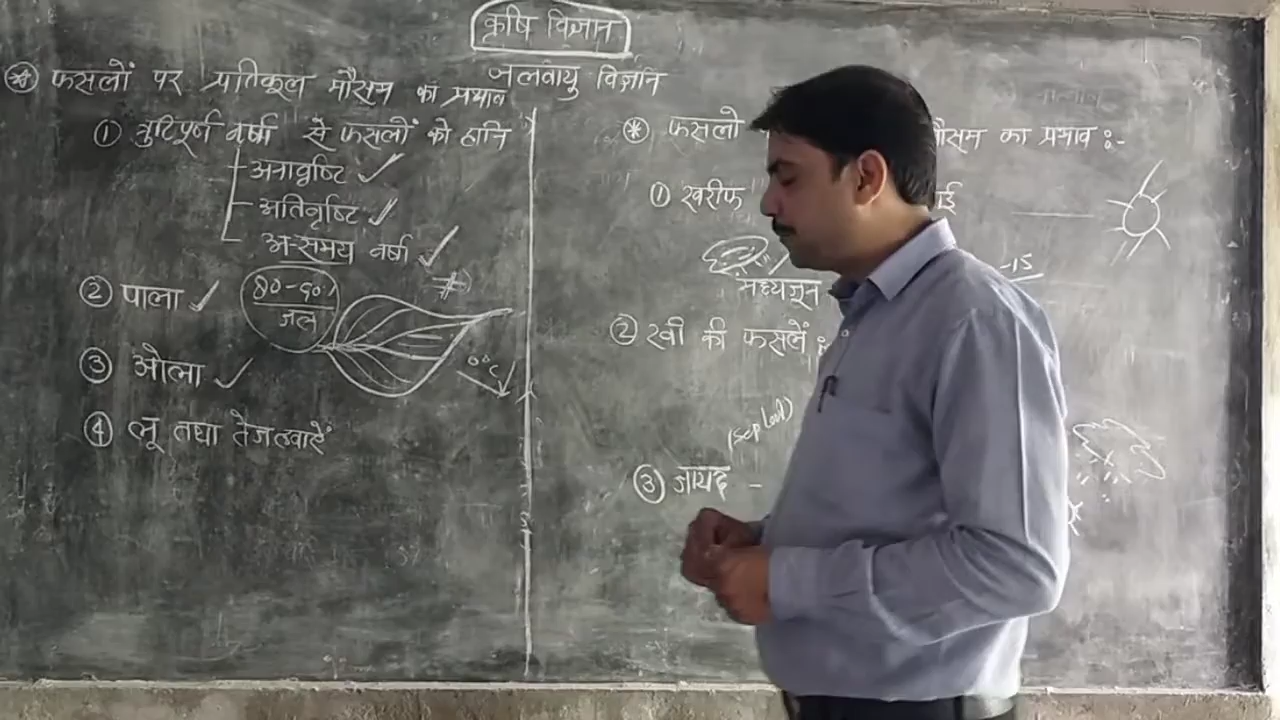 कृषि विज्ञान
जलवायु विज्ञान
* फसलों पर प्रतिकूल मौसम का प्रभाव
① त्रुटिपूर्ण वर्षा से फसलों को हानि
अनावृष्टि ✓
अतिवृष्टि ✓
अ-समय वर्षा ✓
② पाला ✓
80-90%
जल
0°C
③ ओला ✓
④ लू तथा तेज हवाऐं
* फसलो मौसम का प्रभाव :-
① खरीफ
मध्यजून
-15
② रबी की फसलें :
③ जायद -